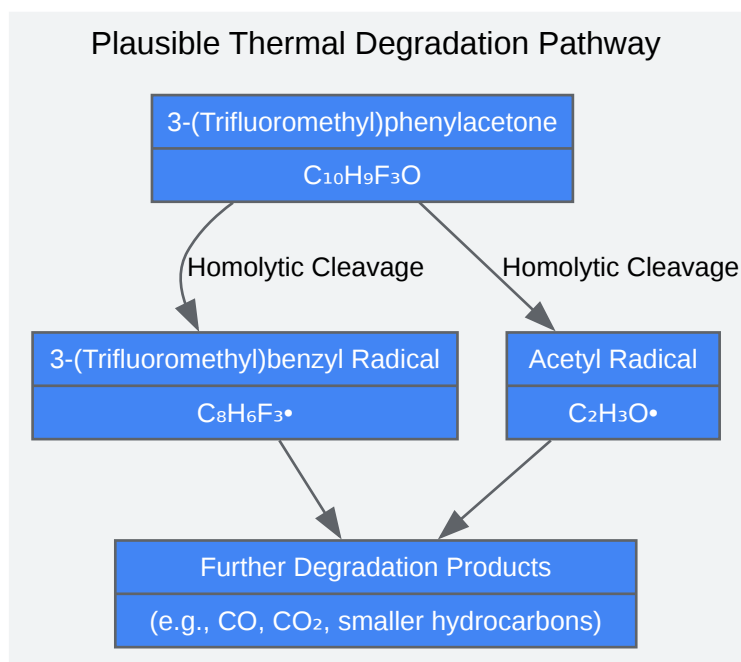 Plausible Thermal Degradation Pathway
3-(Trifluoromethyl)phenylacetone
C₁₀H₉F₃O
Homolytic Cleavage
Homolytic Cleavage
3-(Trifluoromethyl)benzyl Radical
C₈H₆F₃•
Acetyl Radical
C₂H₃O•
Further Degradation Products
(e.g., CO, CO₂, smaller hydrocarbons)